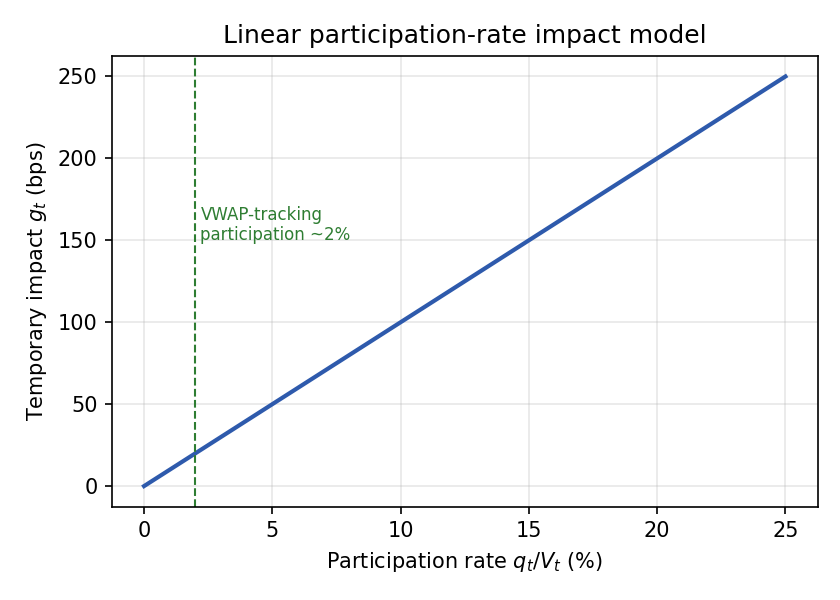 Linear participation-rate impact model
Temporary impact $g_t$ (bps)
250
200
150
100
50
0
VWAP-tracking
participation ~2%
0 5 10 15 20 25
Participation rate $q_t/V_t$ (%)